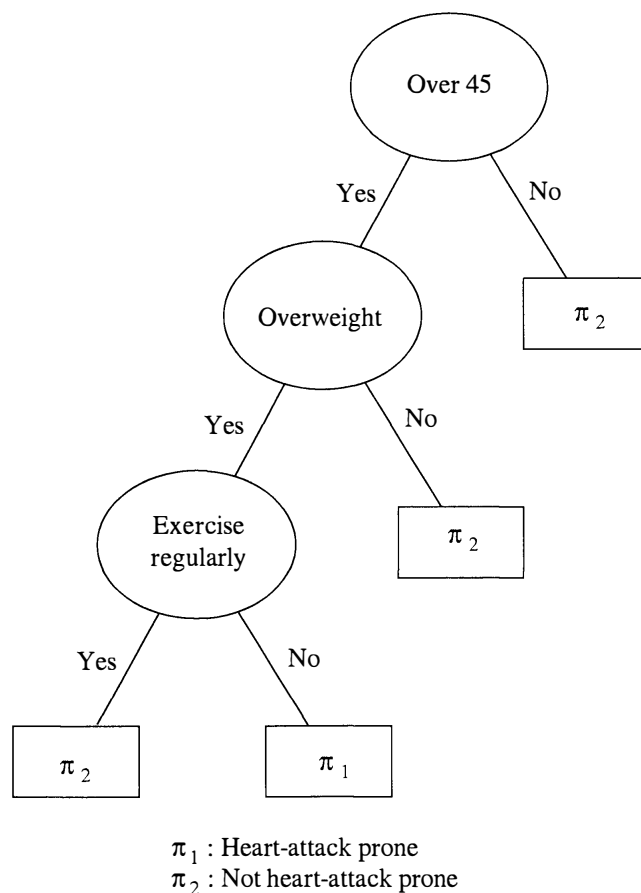 Over 45
Yes
No
Overweight
π₂
Yes
No
Exercise
regularly
π₂
Yes
No
π₂
π₁
π₁ : Heart-attack prone
π₂ : Not heart-attack prone